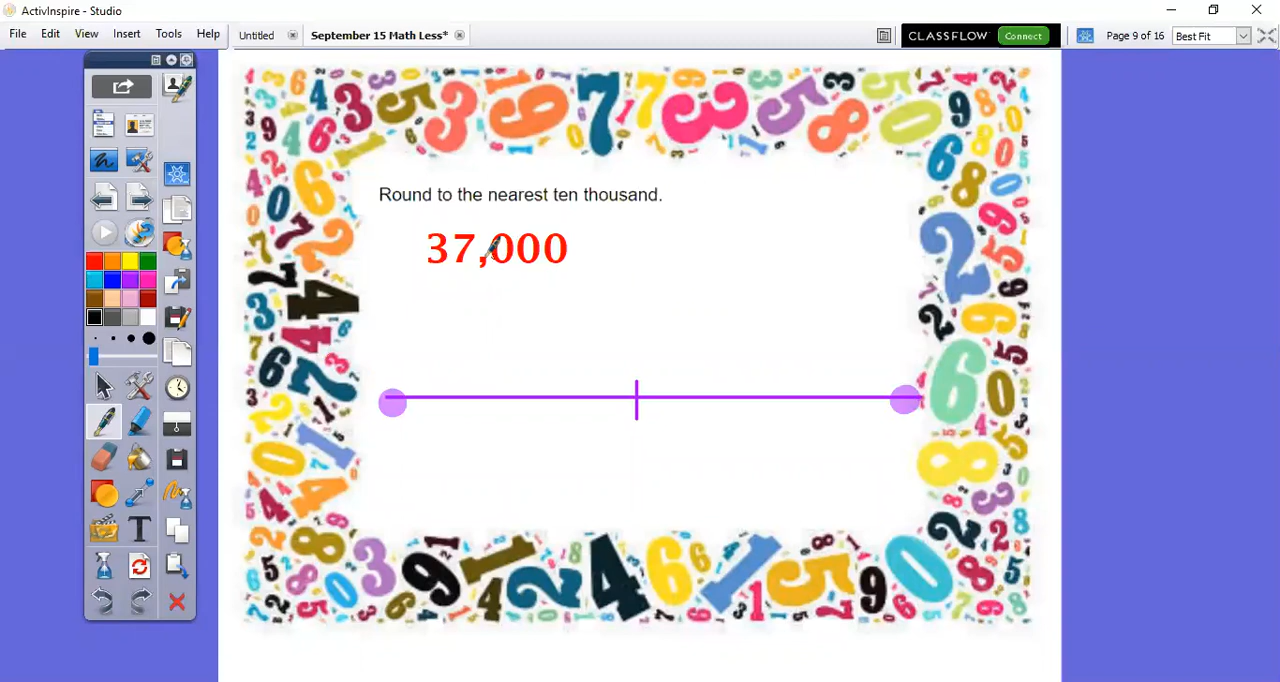 ActivInspire - Studio
File Edit View Insert Tools Help
Untitled
September 15 Math Less*
CLASSFLOW Connect
Page 9 of 16
Best Fit
Round to the nearest ten thousand.
37,000